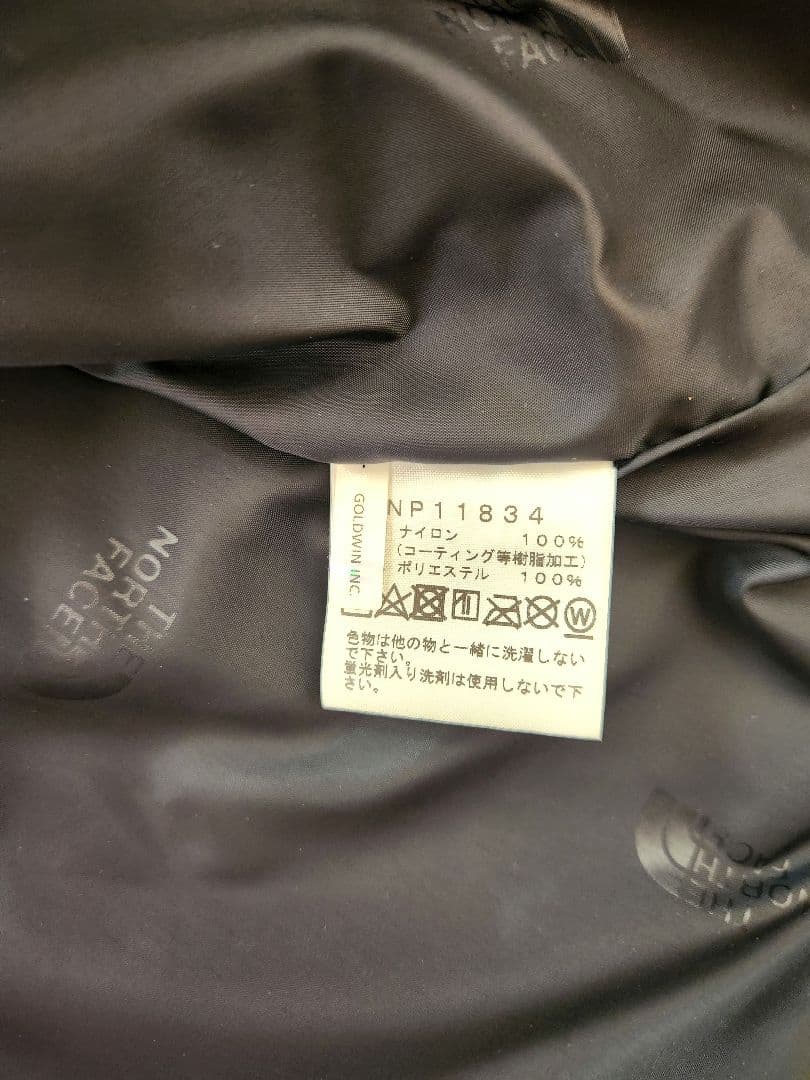 NORTH
FACE
GOLDWIN INC.
NP11834
ナイロン 100%
(コーティング等樹脂加工)
ポリエステル 100%
W
色物は他の物と一緒に洗濯しない
で下さい。
蛍光剤入り洗剤は使用しないで下
さい。
THE
NORTH
FACE
THE
NORTH
FACE